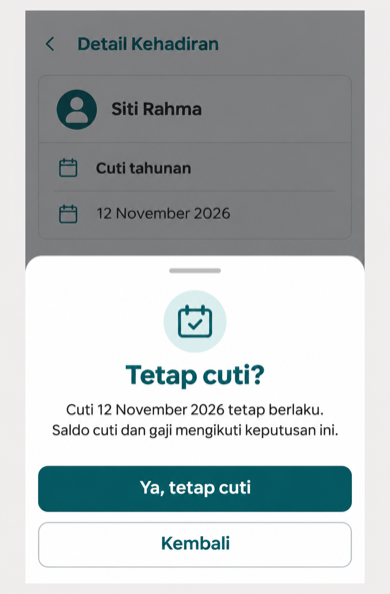 Detail Kehadiran
Siti Rahma
Cuti tahunan
12 November 2026
Tetap cuti?
Cuti 12 November 2026 tetap berlaku.
Saldo cuti dan gaji mengikuti keputusan ini.
Ya, tetap cuti
Kembali